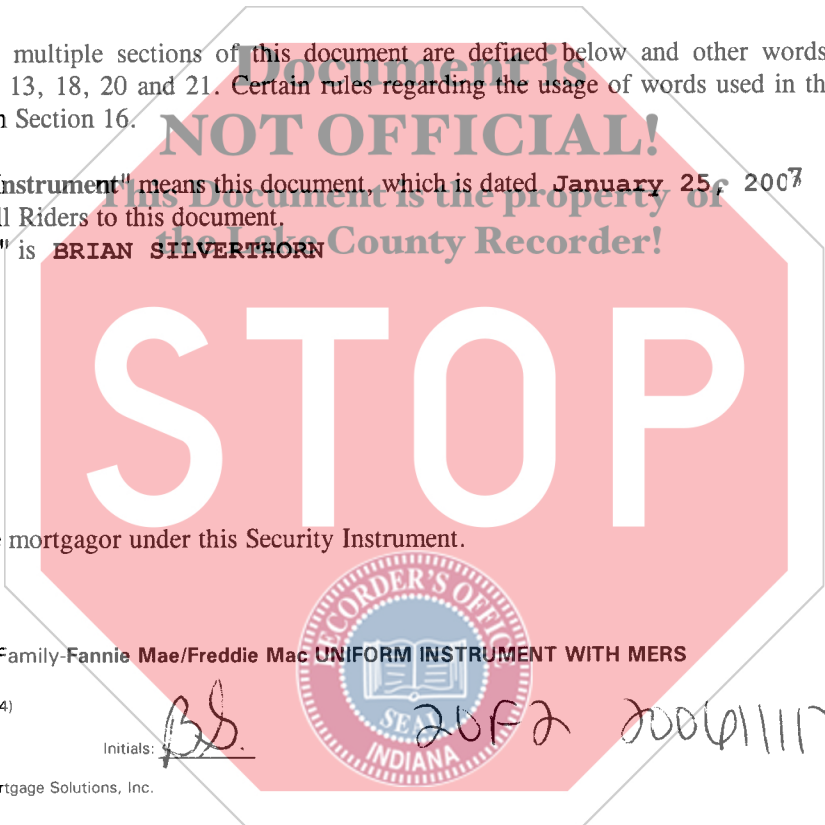 multiple sections of this document are defined below and other words
13, 18, 20 and 21. Certain rules regarding the usage of words used in th
n Section 16.
Document is
NOT OFFICIAL!
This Document is the property of
the Lake County Recorder!
nstrument" means this document, which is dated January 25, 2007
ll Riders to this document.
" is BRIAN SILVERTHORN
STOP
e mortgagor under this Security Instrument.
RECORDER'S OFFICE
SEAL
INDIANA
Family-Fannie Mae/Freddie Mac UNIFORM INSTRUMENT WITH MERS
4)
Initials: B.S.
2OF2
rtgage Solutions, Inc.